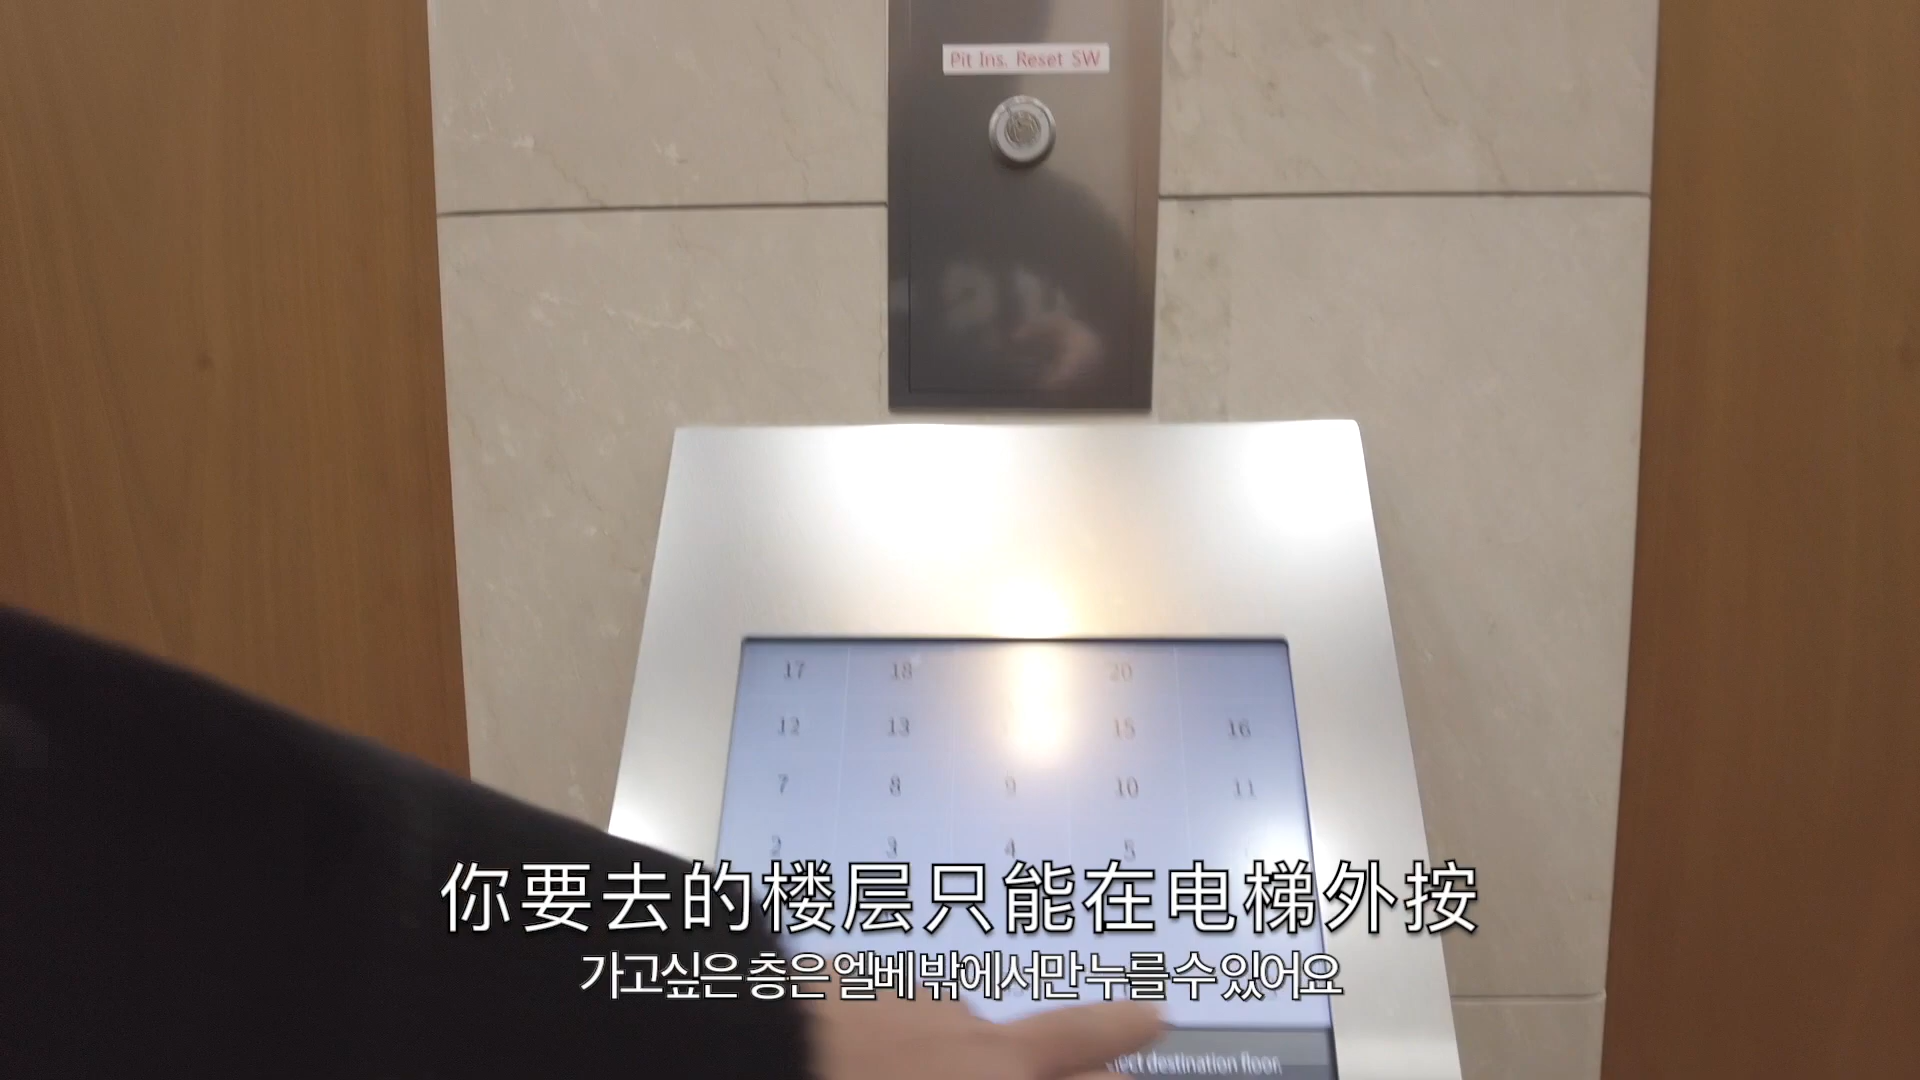 Pit Ins. Reset SW
17 18 20
12 13 15 16
7 8 9 10 11
2 3 4 5
你要去的楼层只能在电梯外按
가고싶은 층은 엘베 밖에서만 누를 수 있어요
destination floor.